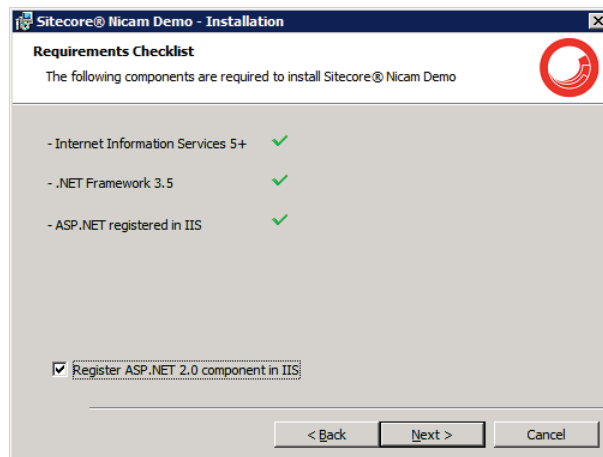 Sitecore® Nicam Demo - Installation
Requirements Checklist
The following components are required to install Sitecore® Nicam Demo
- Internet Information Services 5+
- .NET Framework 3.5
- ASP.NET registered in IIS
Register ASP.NET 2.0 component in IIS
< Back Next > Cancel